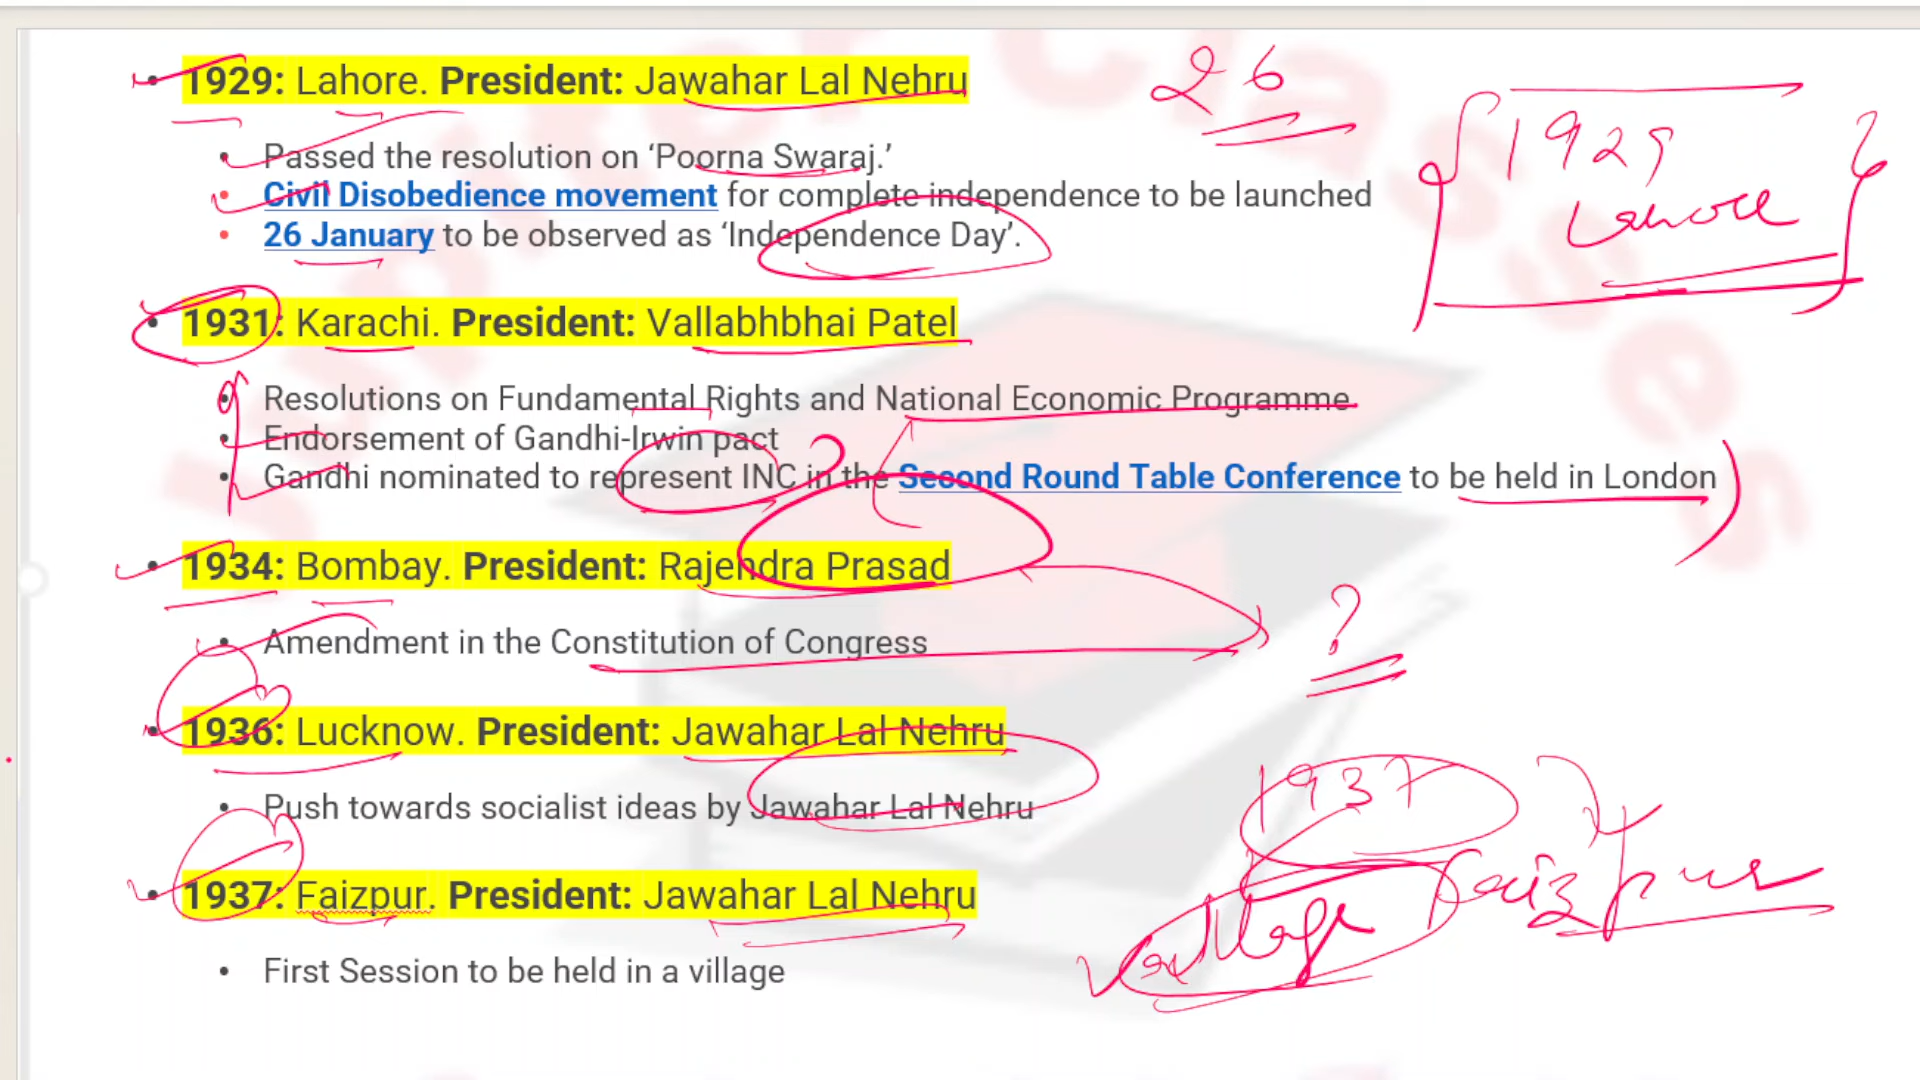 1929: Lahore. President: Jawahar Lal Nehru
26
Passed the resolution on ‘Poorna Swaraj.’
Civil Disobedience movement for complete independence to be launched
26 January to be observed as ‘Independence Day’.
1929
Lahore
1931: Karachi. President: Vallabhbhai Patel
Resolutions on Fundamental Rights and National Economic Programme.
Endorsement of Gandhi-Irwin pact
Gandhi nominated to represent INC in the Second Round Table Conference to be held in London
1934: Bombay. President: Rajendra Prasad
?
Amendment in the Constitution of Congress
1936: Lucknow. President: Jawahar Lal Nehru
Push towards socialist ideas by Jawahar Lal Nehru
1937
Faizpur
village
1937: Faizpur. President: Jawahar Lal Nehru
First Session to be held in a village